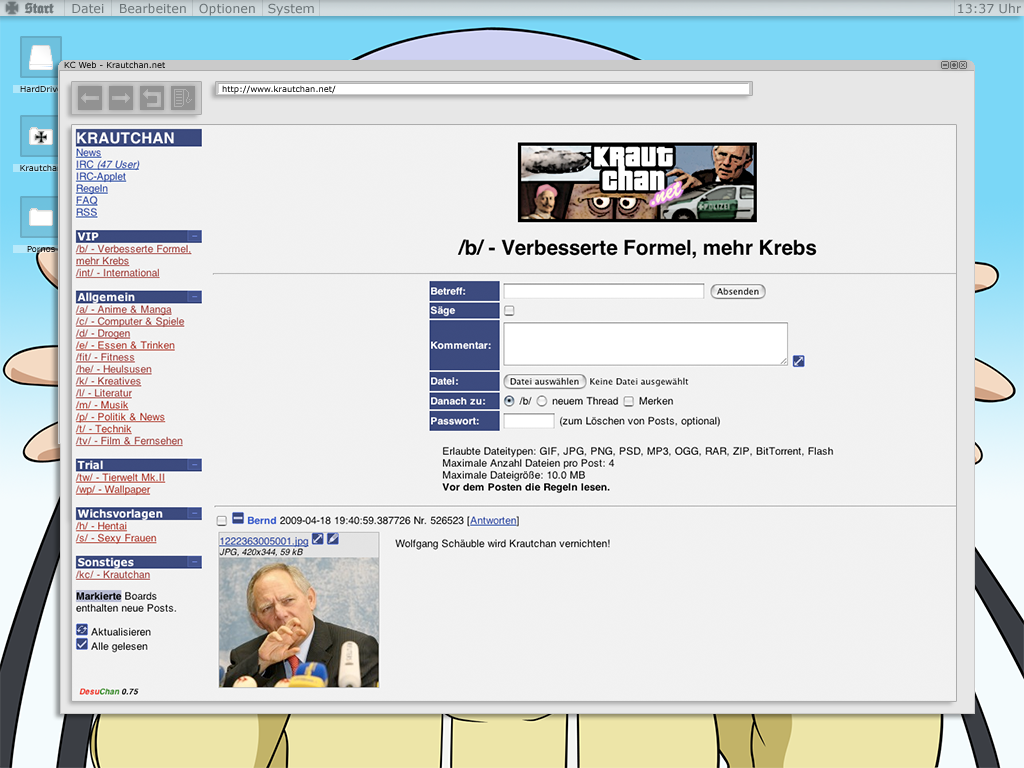 Start Datei Bearbeiten Optionen System 13:37 Uhr
HardDriv
Krautcha
Pornos
KC Web - Krautchan.net
http://www.krautchan.net/
KRAUTCHAN
News
IRC (47 User)
IRC-Applet
Regeln
FAQ
RSS
VIP
/b/ - Verbesserte Formel,
mehr Krebs
/int/ - International
Allgemein
/a/ - Anime & Manga
/c/ - Computer & Spiele
/d/ - Drogen
/e/ - Essen & Trinken
/fit/ - Fitness
/he/ - Heulsusen
/k/ - Kreatives
/l/ - Literatur
/m/ - Musik
/p/ - Politik & News
/t/ - Technik
/tv/ - Film & Fernsehen
Trial
/tw/ - Tierwelt Mk.II
/wp/ - Wallpaper
Wichsvorlagen
/h/ - Hentai
/s/ - Sexy Frauen
Sonstiges
/kc/ - Krautchan
Markierte Boards
enthalten neue Posts.
Aktualisieren
Alle gelesen
DesuChan 0.75
KRAUT
chan
.net
POLIZEI
/b/ - Verbesserte Formel, mehr Krebs
Betreff: Absenden
Säge
Kommentar:
Datei: Datei auswählen Keine Datei ausgewählt
Danach zu: /b/ neuem Thread Merken
Passwort: (zum Löschen von Posts, optional)
Erlaubte Dateitypen: GIF, JPG, PNG, PSD, MP3, OGG, RAR, ZIP, BitTorrent, Flash
Maximale Anzahl Dateien pro Post: 4
Maximale Dateigröße: 10.0 MB
Vor dem Posten die Regeln lesen.
Bernd 2009-04-18 19:40:59.387726 Nr. 526523 [Antworten]
1222363005001.jpg
JPG, 420x344, 59 kB
Wolfgang Schäuble wird Krautchan vernichten!